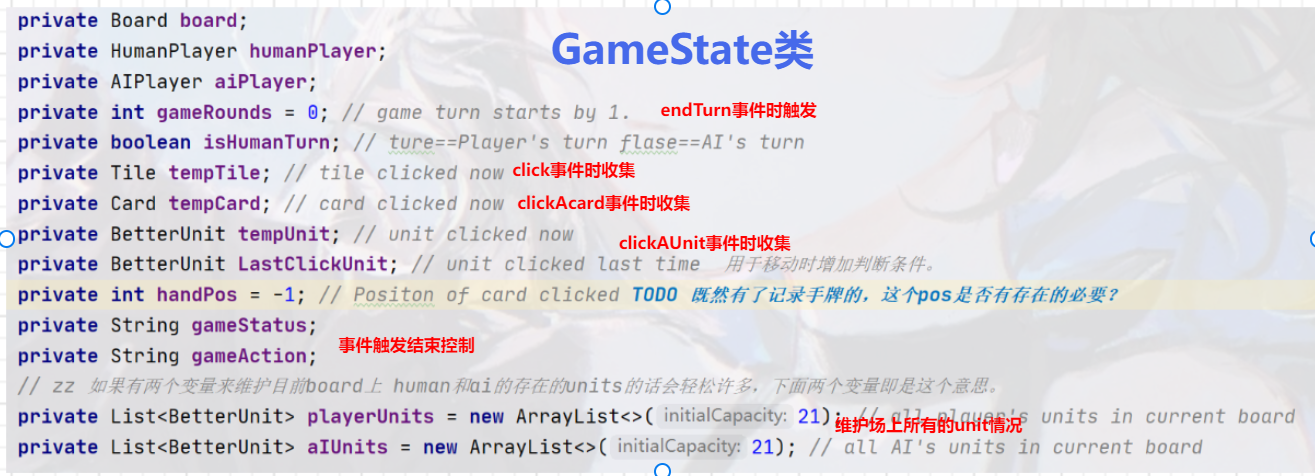 private Board board;
GameState类
private HumanPlayer humanPlayer;
private AIPlayer aiPlayer;
private int gameRounds = 0; // game turn starts by 1. endTurn事件时触发
private boolean isHumanTurn; // ture==Player's turn flase==AI's turn
private Tile tempTile; // tile clicked now click事件时收集
private Card tempCard; // card clicked now clickAcard事件时收集
private BetterUnit tempUnit; // unit clicked now
clickAUnit事件时收集
private BetterUnit LastClickUnit; // unit clicked last time 用于移动时增加判断条件。
private int handPos = -1; // Positon of card clicked TODO 既然有了记录手牌的，这个pos是否有存在的必要？
private String gameStatus;
private String gameAction;
事件触发结束控制
// zz 如果有两个变量来维护目前board上 human和ai的存在的units的话会轻松许多，下面两个变量即是这个意思。
private List<BetterUnit> playerUnits = new ArrayList<>( initialCapacity: 21); // all player's units in current board
维护场上所有的unit情况
private List<BetterUnit> aIUnits = new ArrayList<>( initialCapacity: 21); // all AI's units in current board